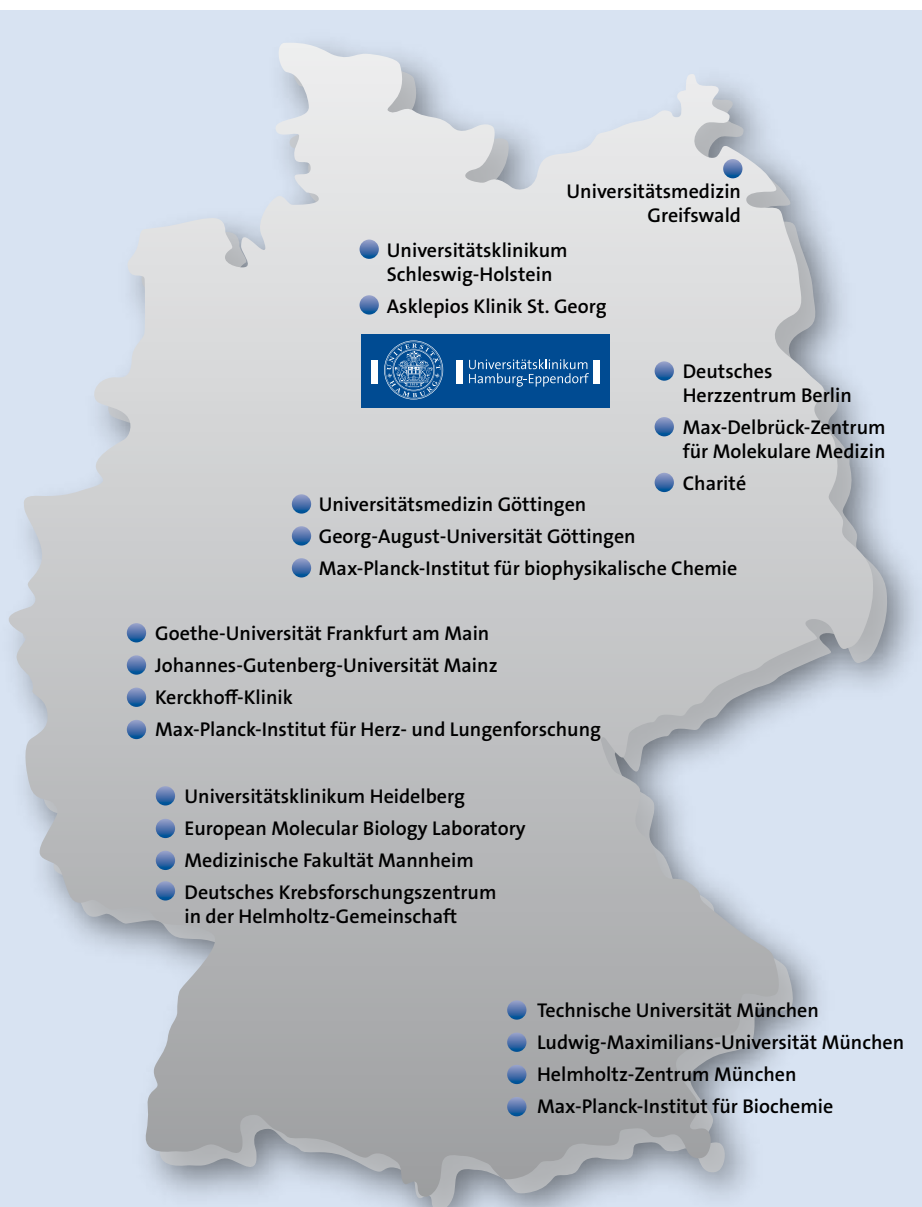 Universitätsmedizin
Greifswald
Universitätsklinikum
Schleswig-Holstein
Asklepios Klinik St. Georg
UNIVERSITÄT
HAMBURG
Universitätsklinikum
Hamburg-Eppendorf
Deutsches
Herzzentrum Berlin
Max-Delbrück-Zentrum
für Molekulare Medizin
Charité
Universitätsmedizin Göttingen
Georg-August-Universität Göttingen
Max-Planck-Institut für biophysikalische Chemie
Goethe-Universität Frankfurt am Main
Johannes-Gutenberg-Universität Mainz
Kerckhoff-Klinik
Max-Planck-Institut für Herz- und Lungenforschung
Universitätsklinikum Heidelberg
European Molecular Biology Laboratory
Medizinische Fakultät Mannheim
Deutsches Krebsforschungszentrum
in der Helmholtz-Gemeinschaft
Technische Universität München
Ludwig-Maximilians-Universität München
Helmholtz-Zentrum München
Max-Planck-Institut für Biochemie